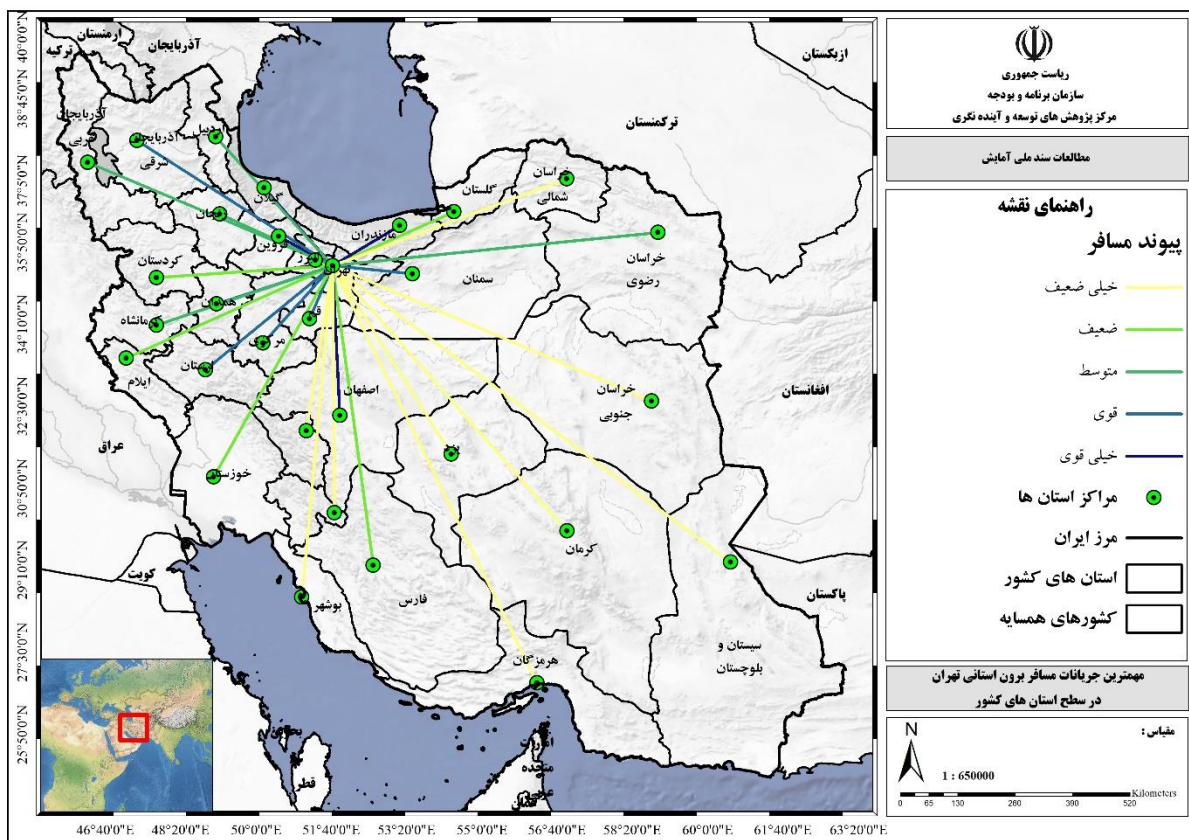 ریاست جمهوری
سازمان برنامه و بودجه
مرکز پژوهش های توسعه و آینده نگری
مطالعات سند ملی آمایش
راهنمای نقشه
پیوند مسافر
خیلی ضعیف
ضعیف
متوسط
قوی
خیلی قوی
مراکز استان ها
مرز ایران
استان های کشور
کشورهای همسایه
مهمترین جریانات مسافر برون استانی تهران
در سطح استان های کشور
مقیاس :
N
1 : 650000
Kilometers
0 65 130 260 390 520
40°0'0"N
38°45'0"N
37°5'0"N
35°50'0"N
34°10'0"N
32°30'0"N
30°50'0"N
29°10'0"N
27°30'0"N
25°50'0"N
46°40'0"E
48°20'0"E
50°0'0"E
51°40'0"E
53°20'0"E
55°0'0"E
56°40'0"E
58°20'0"E
60°0'0"E
61°40'0"E
63°20'0"E
ارمنستان
ترکیه
آذربایجان
ازبکستان
ترکمنستان
افغانستان
پاکستان
عراق
کویت
قطر
امارات
متحده
آذربایجان
غربی
آذربایجان
شرقی
گیلان
قزوین
تهران
مازندران
گلستان
خراسان
شمالی
خراسان
رضوی
سمنان
کردستان
همدان
کرمانشاه
ایلام
اصفهان
خراسان
جنوبی
یزد
خوزستان
کرمان
فارس
بوشهر
هرمزگان
سیستان و
بلوچستان